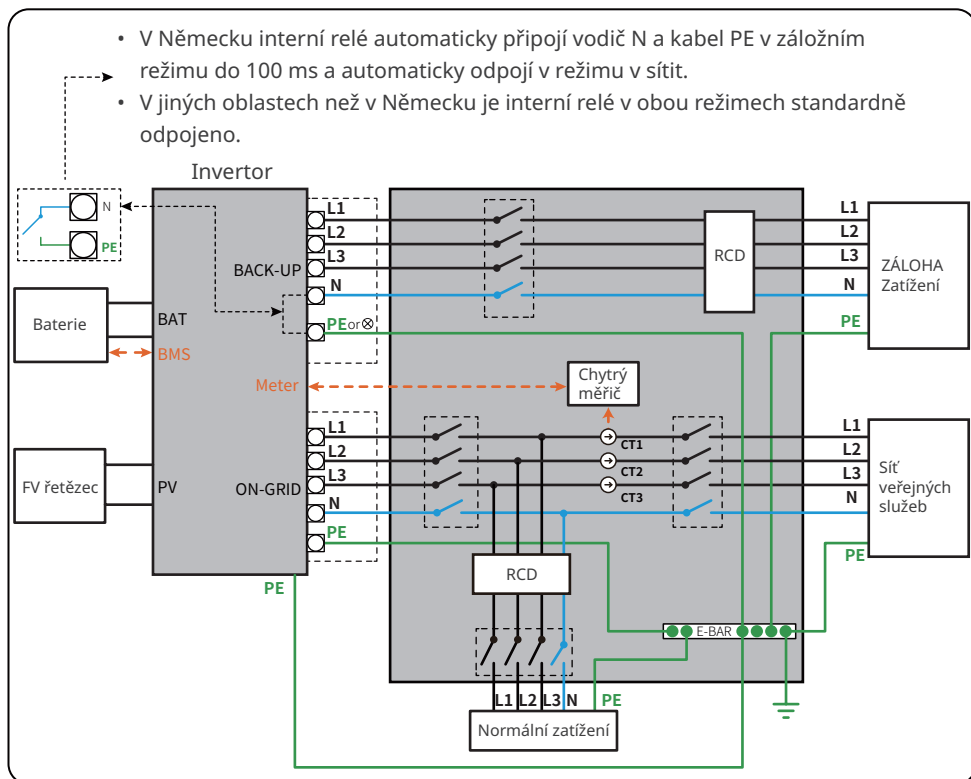 • V Německu interní relé automaticky připojí vodič N a kabel PE v záložním
režimu do 100 ms a automaticky odpojí v režimu v sítit.
• V jiných oblastech než v Německu je interní relé v obou režimech standardně
odpojeno.
Invertor
N
PE
L1
L2
L3
BACK-UP
N
PE or ⊗
RCD
L1
L2
L3
N
PE
ZÁLOHA
Zatížení
Baterie
BAT
BMS
Meter
Chytrý
měřič
L1
L2
L3
ON-GRID
N
PE
CT1
CT2
CT3
L1
L2
L3
N
PE
Síť
veřejných
služeb
FV řetězec
PV
RCD
PE
E-BAR
L1 L2 L3 N PE
Normální zatížení